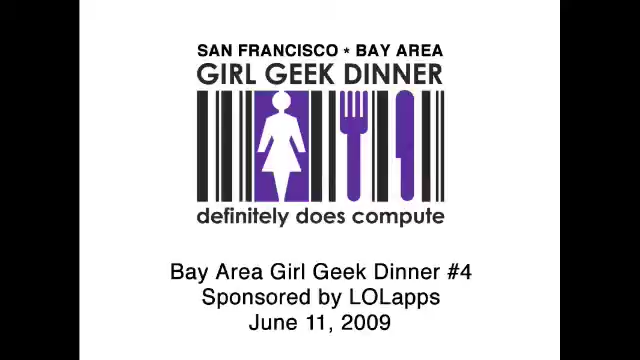 SAN FRANCISCO * BAY AREA
GIRL GEEK DINNER
definitely does compute
Bay Area Girl Geek Dinner #4
Sponsored by LOLapps
June 11, 2009